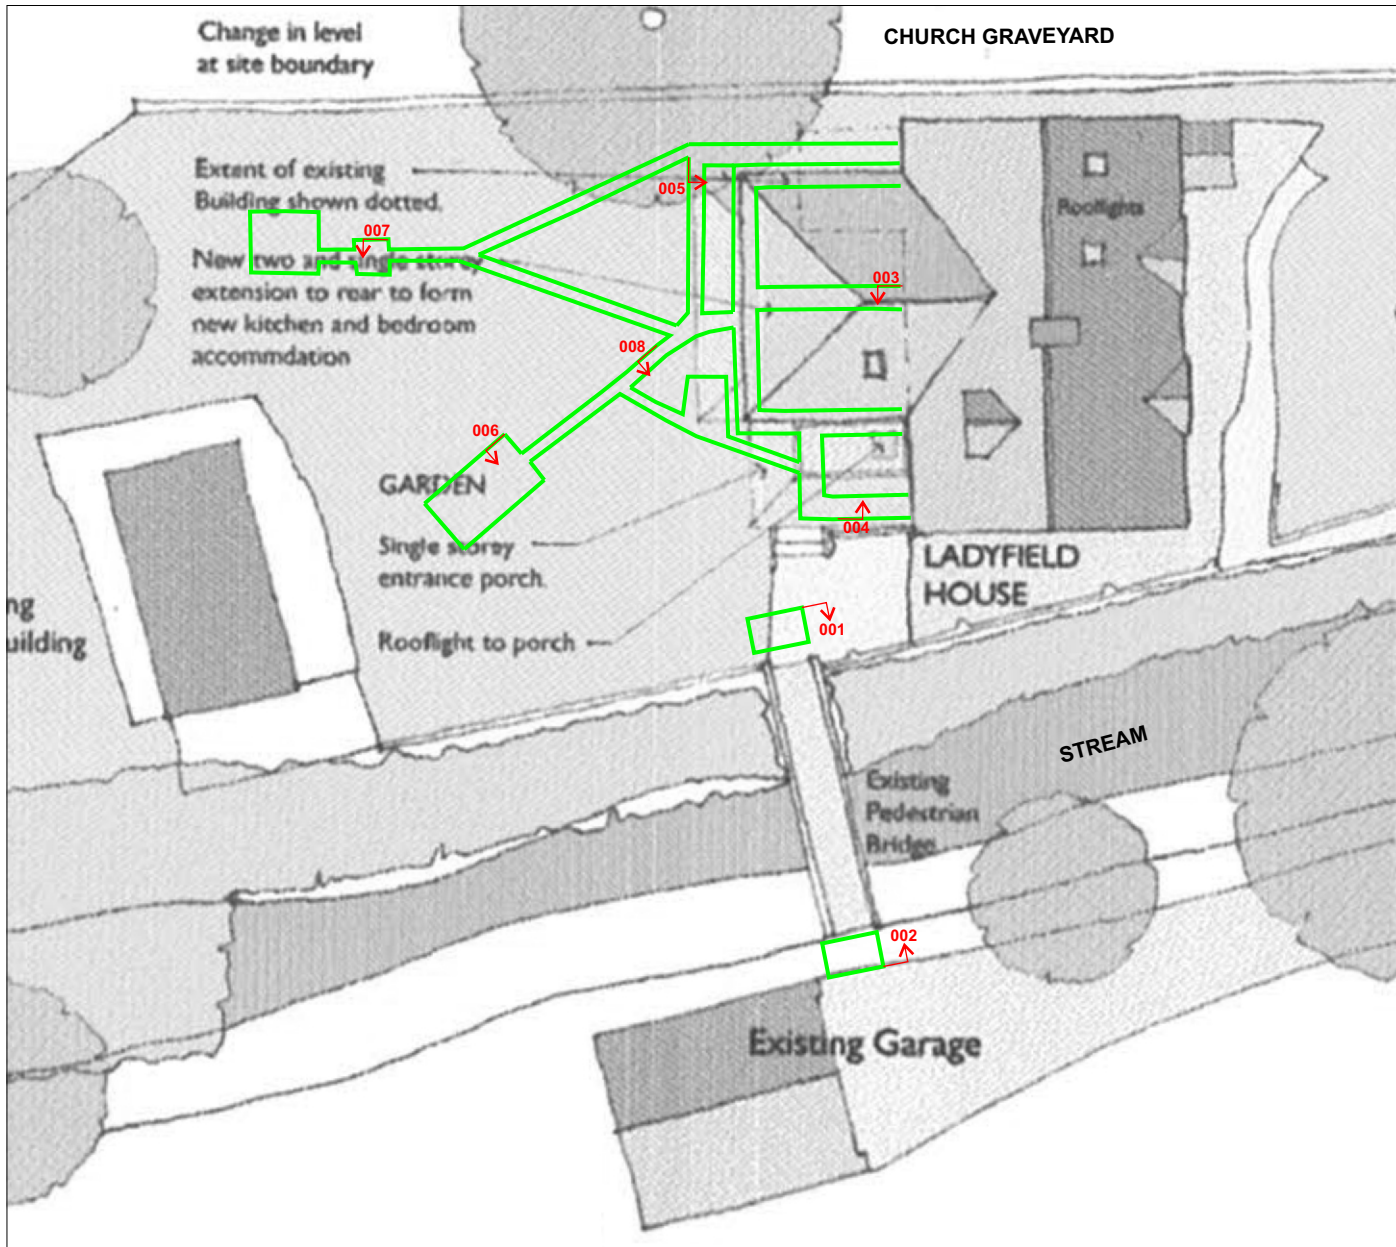 Change in level
at site boundary
CHURCH GRAVEYARD
Extent of existing
Building shown dotted.
005
007
New two and single storey
extension to rear to form
new kitchen and bedroom
accommdation
Rooflights
003
008
006
GARDEN
Single storey
entrance porch.
004
LADYFIELD
HOUSE
ng
uilding
Rooflight to porch
001
STREAM
Existing
Pedestrian
Bridge
002
Existing Garage